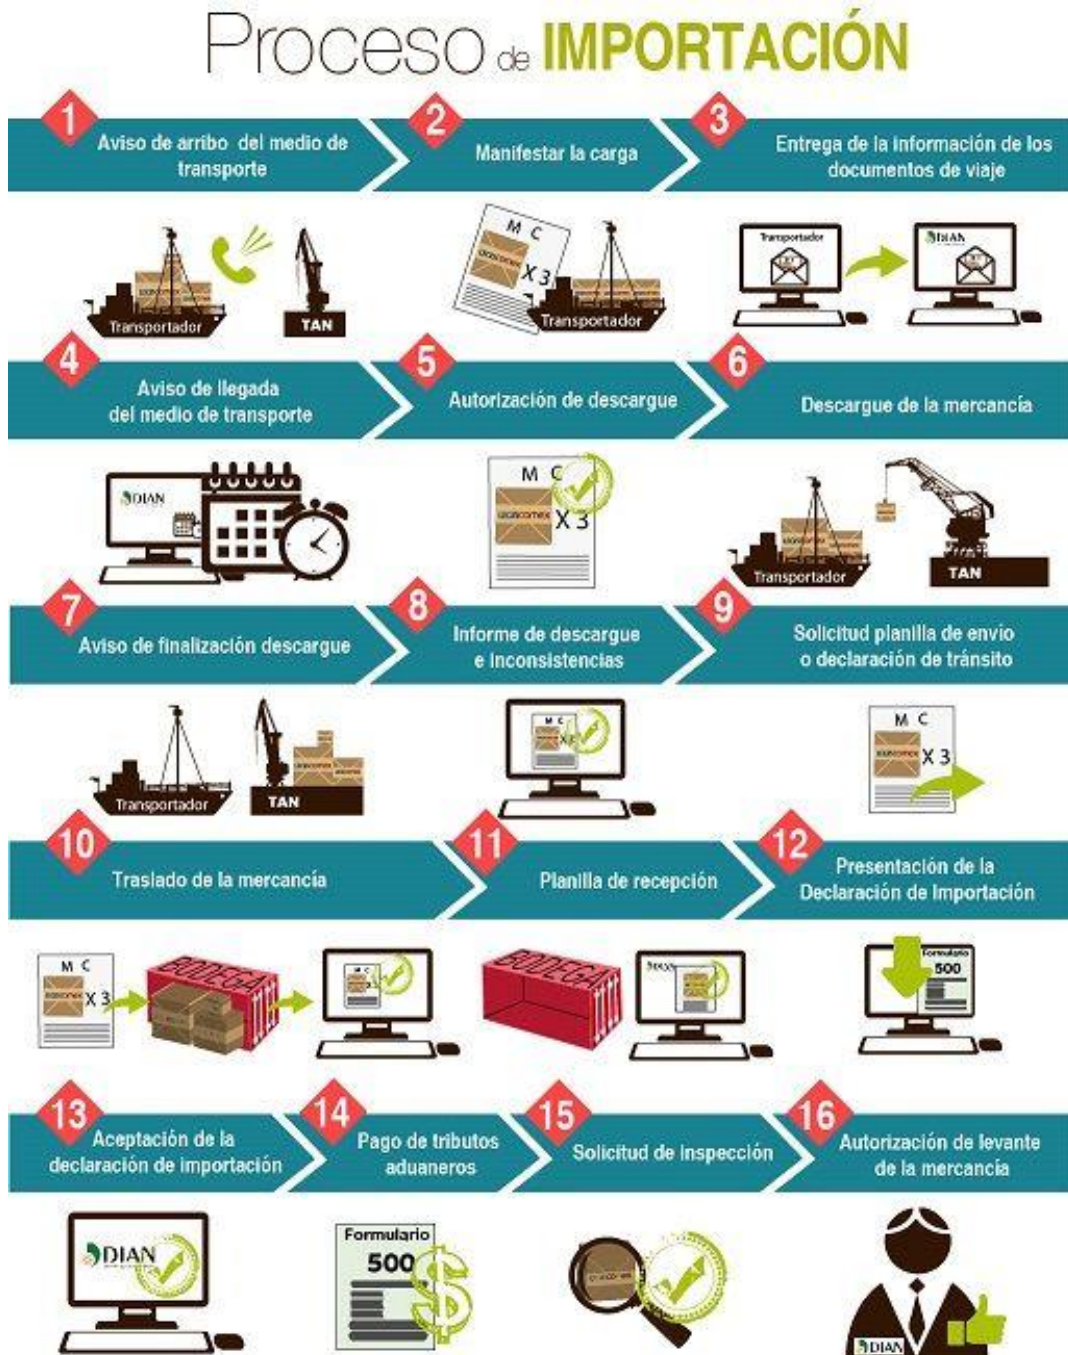 Proceso de IMPORTACIÓN
1
Aviso de arribo del medio de
transporte
2
Manifestar la carga
3
Entrega de la información de los
documentos de viaje
Transportador
TAN
M C
X 3
Transportador
Transportador
DIAN
4
Aviso de llegada
del medio de transporte
5
Autorización de descargue
6
Descargue de la mercancía
DIAN
M C
X 3
Transportador
TAN
7
Aviso de finalización descargue
8
Informe de descargue
e inconsistencias
9
Solicitud planilla de envío
o declaración de tránsito
Transportador
TAN
M C
X 3
M C
X 3
10
Traslado de la mercancía
11
Planilla de recepción
12
Presentación de la
Declaración de Importación
M C
X 3
BODEGA
BODEGA
Formulario
500
13
Aceptación de la
declaración de importación
14
Pago de tributos
aduaneros
15
Solicitud de inspección
16
Autorización de levante
de la mercancía
DIAN
Formulario
500
$
DIAN